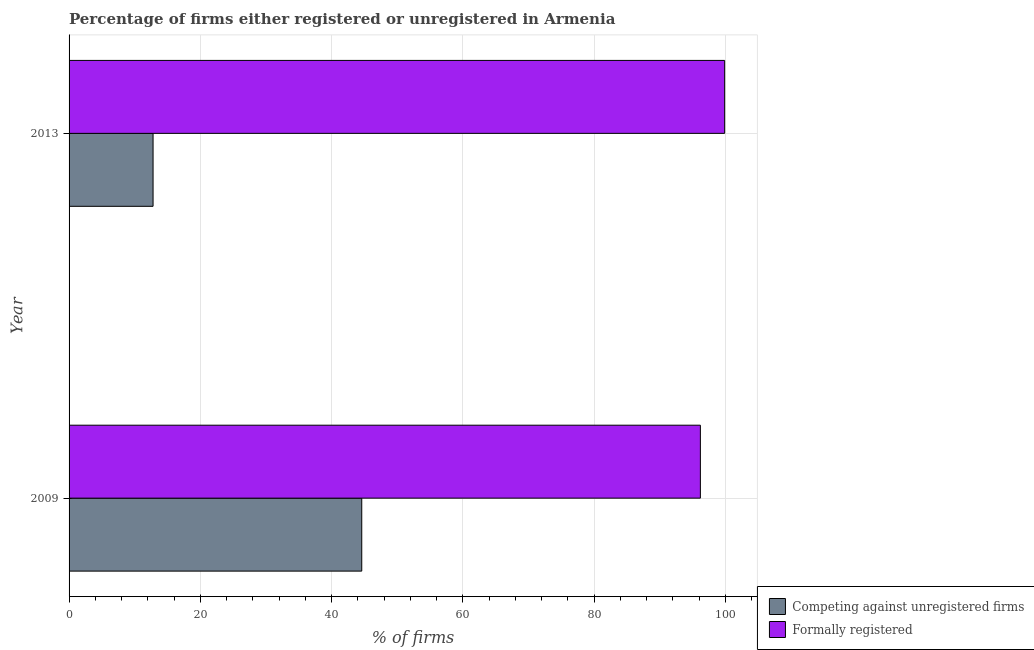 Percentage of firms either registered or unregistered in Armenia
Year
2013
2009
0
20
40
60
80
100
% of firms
Competing against unregistered firms
Formally registered